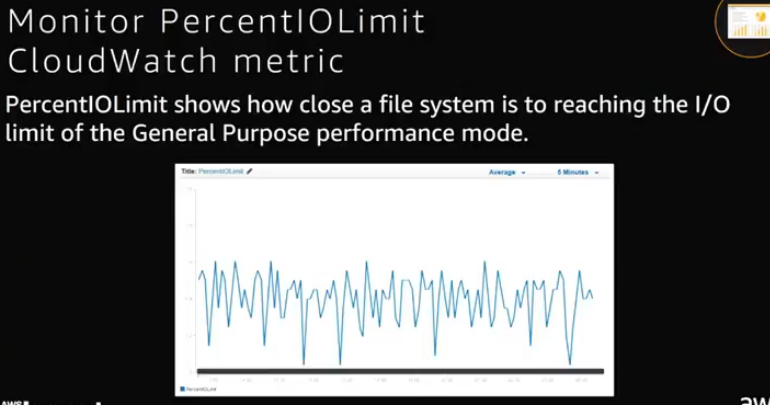 Monitor PercentIOLimit
CloudWatch metric
PercentIOLimit shows how close a file system is to reaching the I/O
limit of the General Purpose performance mode.
Title: PercentIOLimit Average 5 Minutes
PercentIOLimit
aw